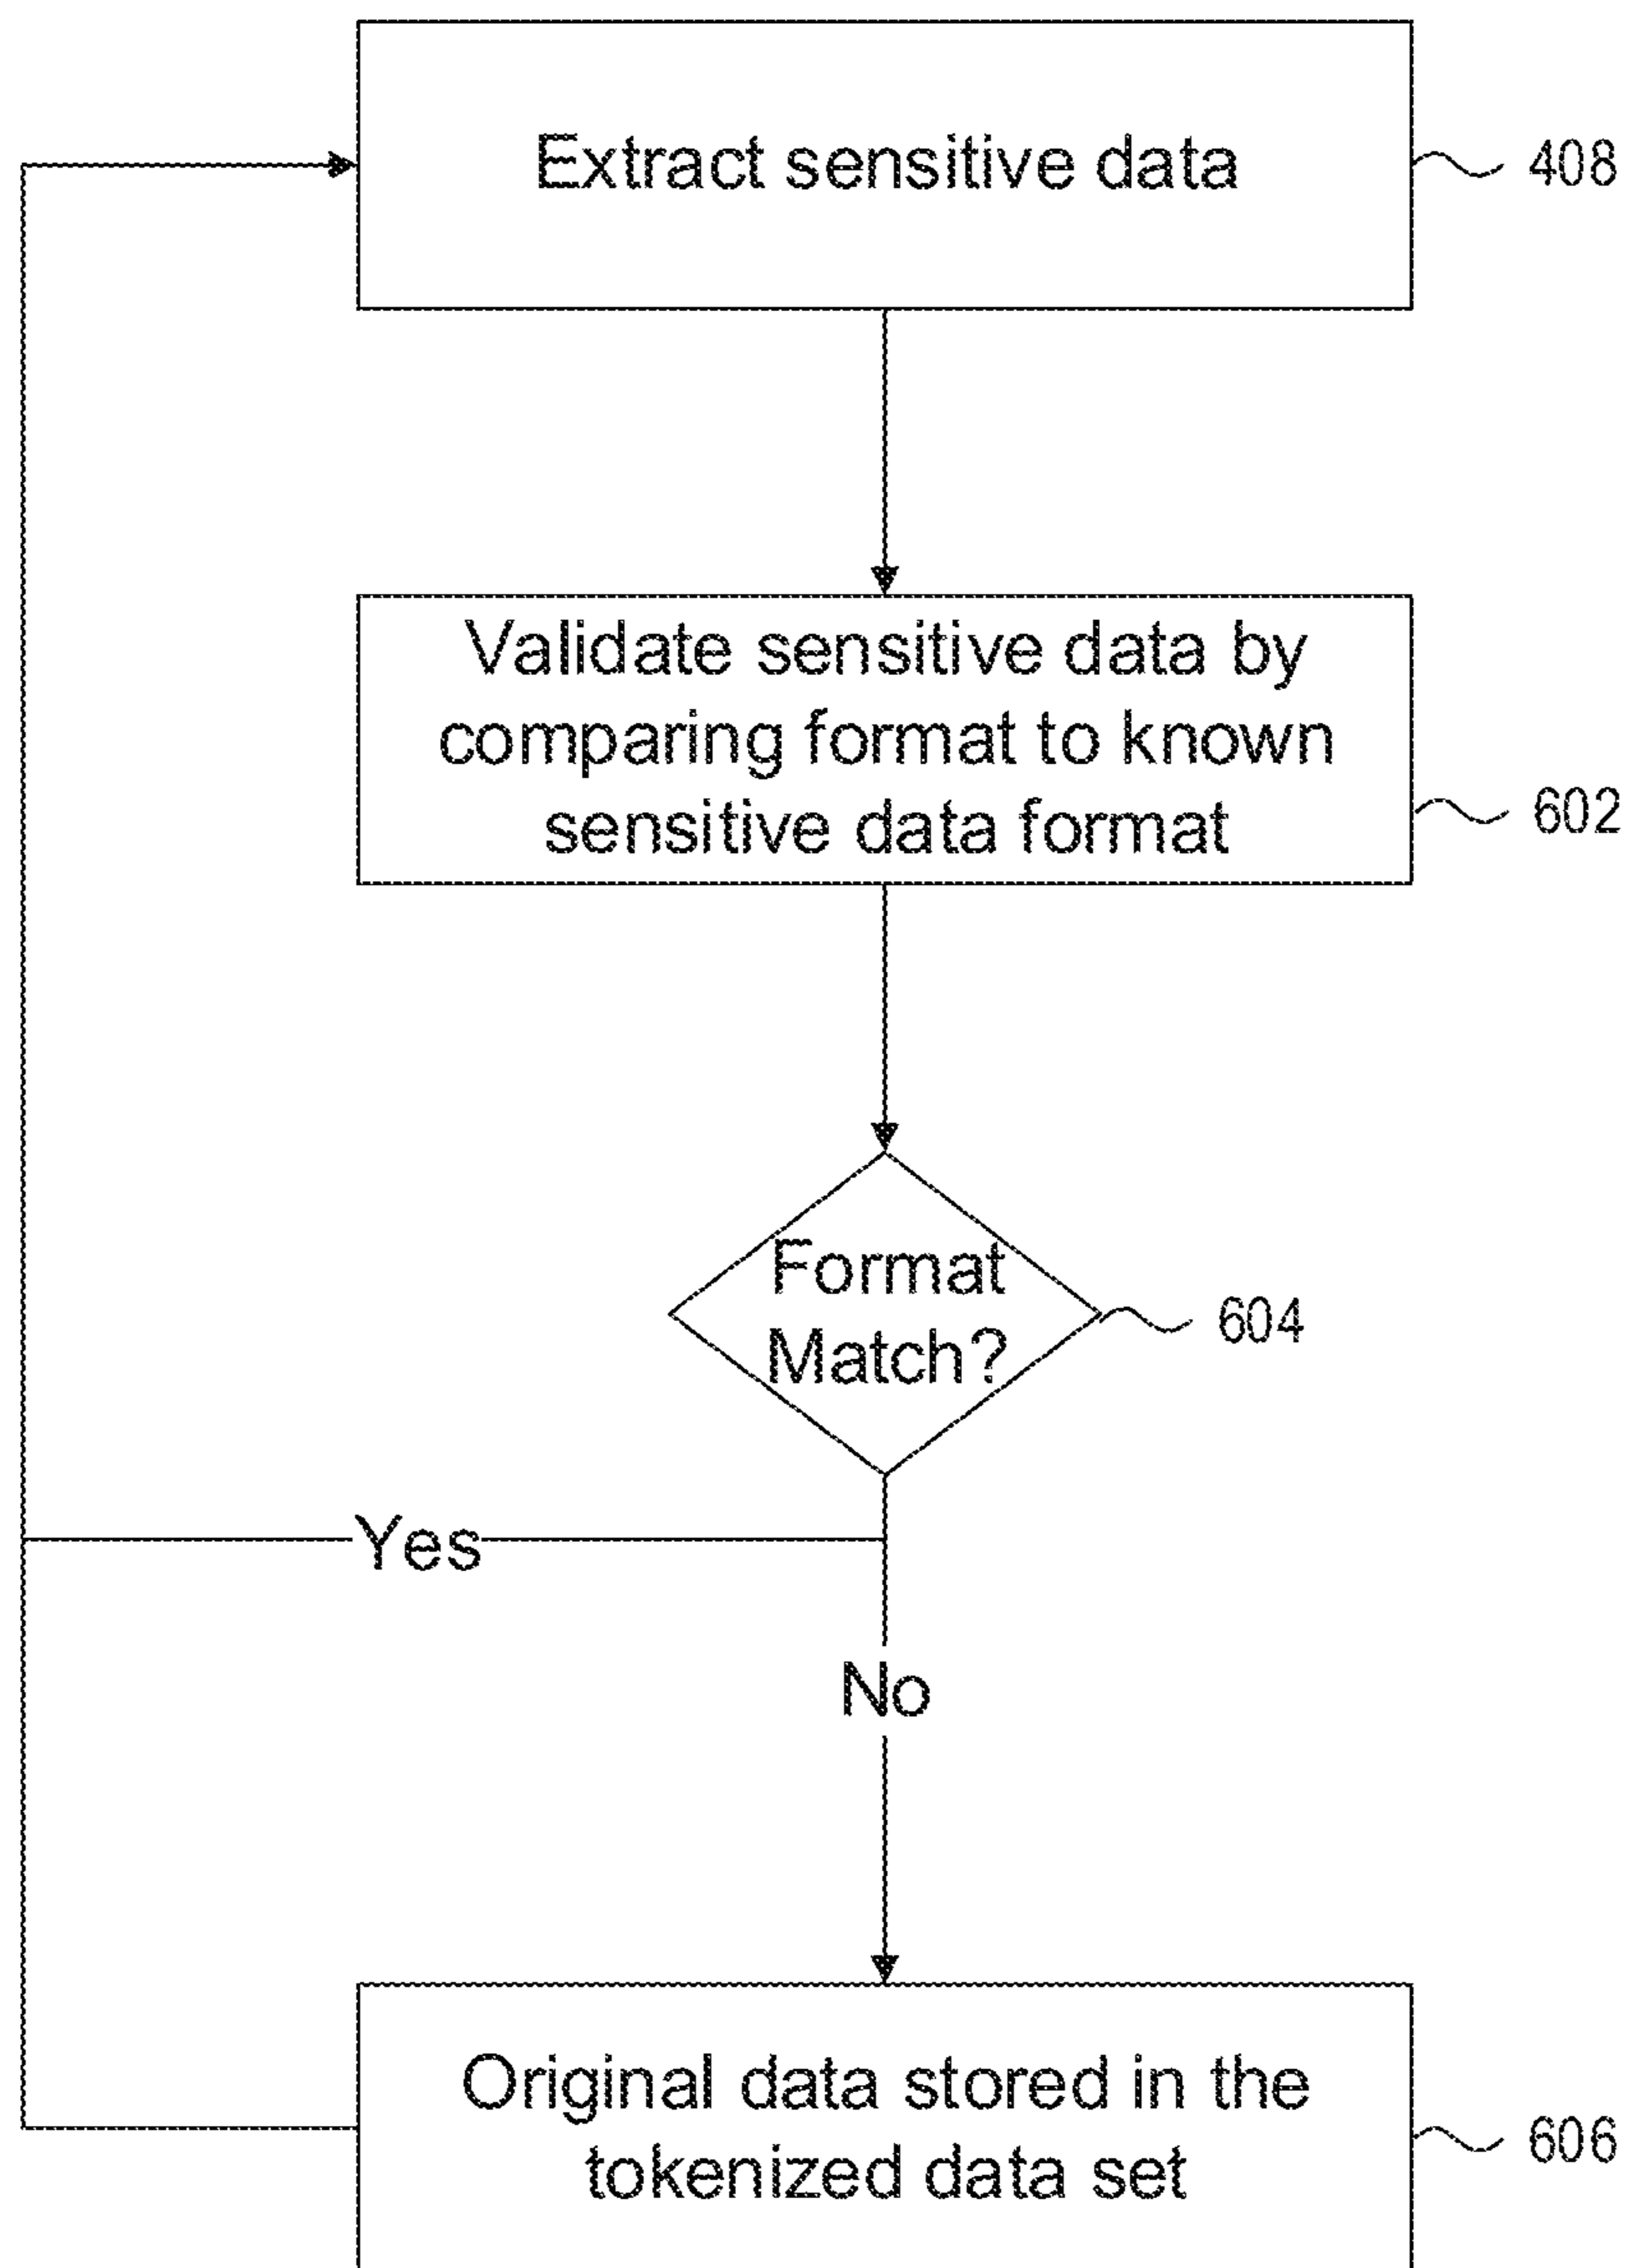 Extract sensitive data
408
Validate sensitive data by
comparing format to known
sensitive data format
602
Format
Match?
604
Yes
No
Original data stored in the
tokenized data set
606